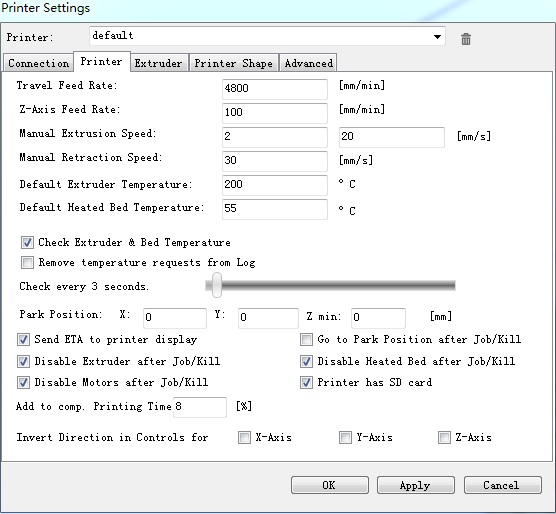 Printer Settings
Printer: default
Connection Printer Extruder Printer Shape Advanced
Travel Feed Rate: 4800 [mm/min]
Z-Axis Feed Rate: 100 [mm/min]
Manual Extrusion Speed: 2 20 [mm/s]
Manual Retraction Speed: 30 [mm/s]
Default Extruder Temperature: 200 ° C
Default Heated Bed Temperature: 55 ° C
Check Extruder & Bed Temperature
Remove temperature requests from Log
Check every 3 seconds.
Park Position: X: 0 Y: 0 Z min: 0 [mm]
Send ETA to printer display Go to Park Position after Job/Kill
Disable Extruder after Job/Kill Disable Heated Bed after Job/Kill
Disable Motors after Job/Kill Printer has SD card
Add to comp. Printing Time 8 [%]
Invert Direction in Controls for X-Axis Y-Axis Z-Axis
OK Apply Cancel